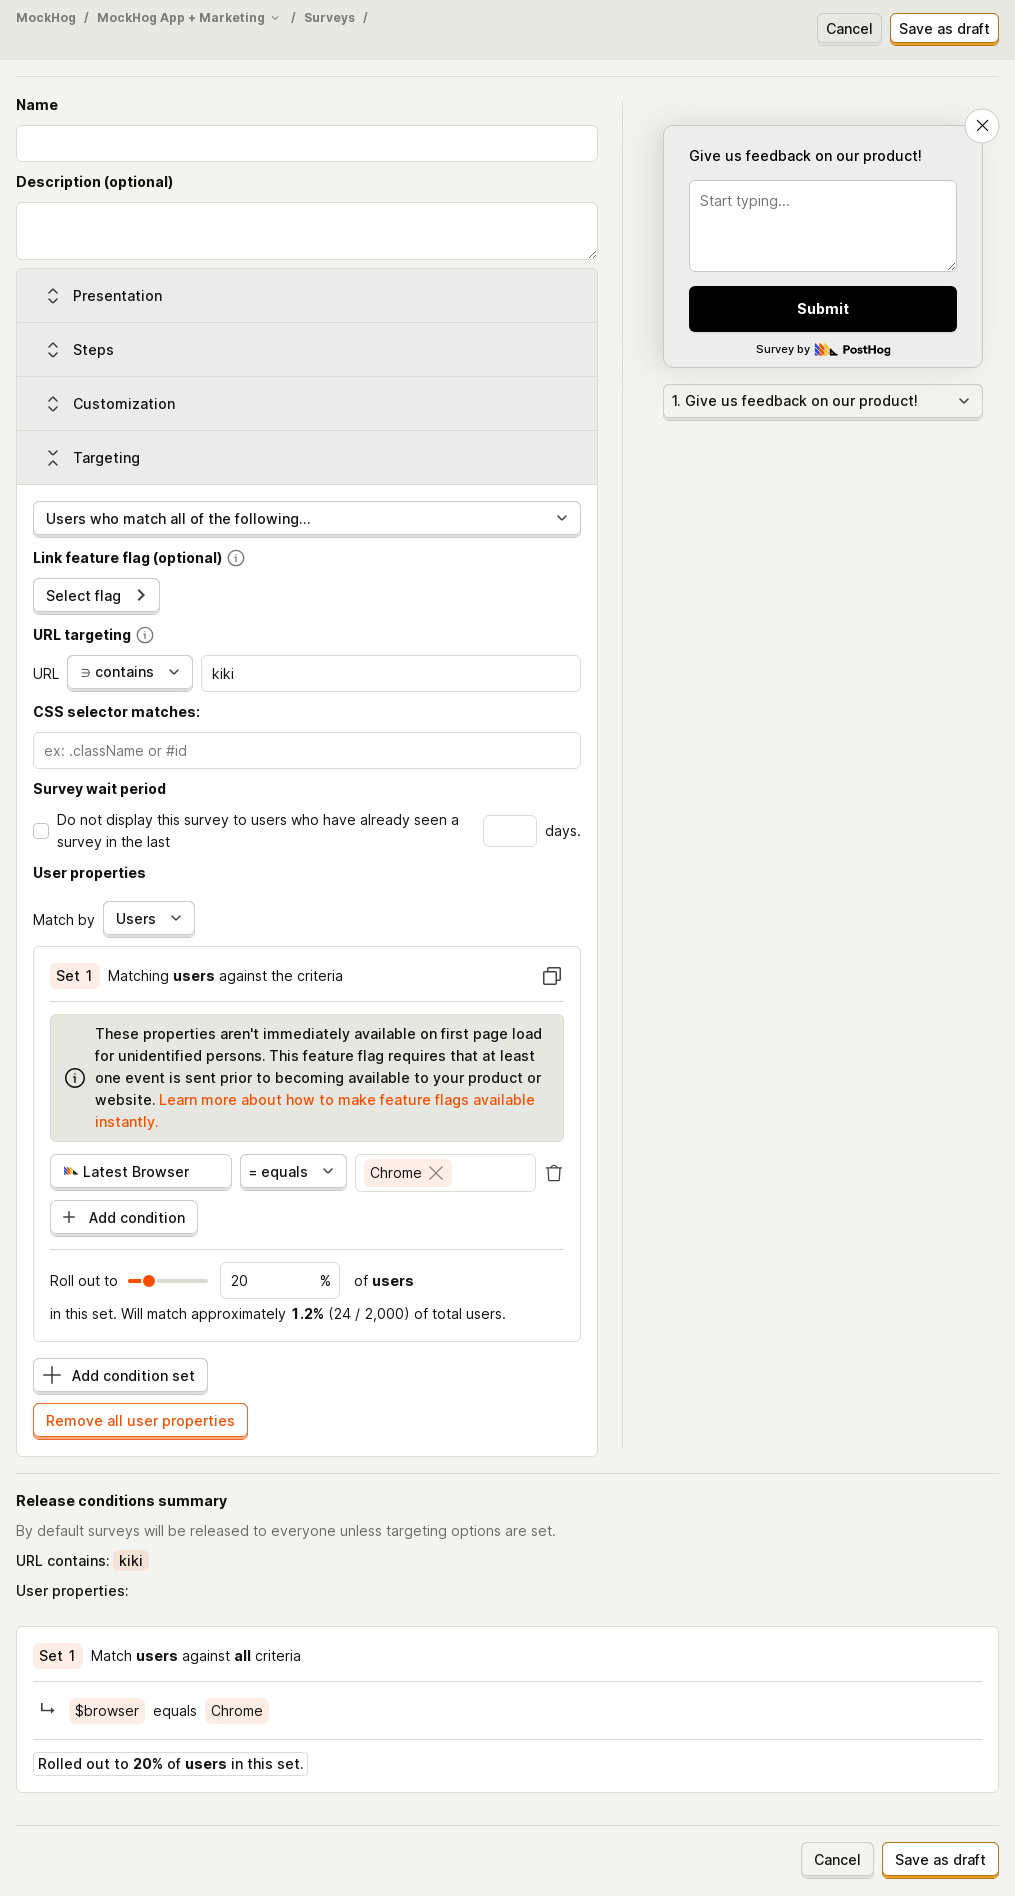 MockHog / MockHog App + Marketing / Surveys /
Cancel
Save as draft
Name
Description (optional)
Presentation
Steps
Customization
Targeting
Users who match all of the following...
Link feature flag (optional)
Select flag
URL targeting
URL ∋ contains kiki
CSS selector matches:
ex: .className or #id
Survey wait period
Do not display this survey to users who have already seen a
survey in the last
days.
User properties
Match by Users
Set 1 Matching users against the criteria
These properties aren't immediately available on first page load
for unidentified persons. This feature flag requires that at least
one event is sent prior to becoming available to your product or
website. Learn more about how to make feature flags available
instantly.
Latest Browser = equals Chrome
Add condition
Roll out to 20 % of users
in this set. Will match approximately 1.2% (24 / 2,000) of total users.
Add condition set
Remove all user properties
Give us feedback on our product!
Start typing...
Submit
Survey by PostHog
1. Give us feedback on our product!
Release conditions summary
By default surveys will be released to everyone unless targeting options are set.
URL contains: kiki
User properties:
Set 1 Match users against all criteria
$browser equals Chrome
Rolled out to 20% of users in this set.
Cancel
Save as draft